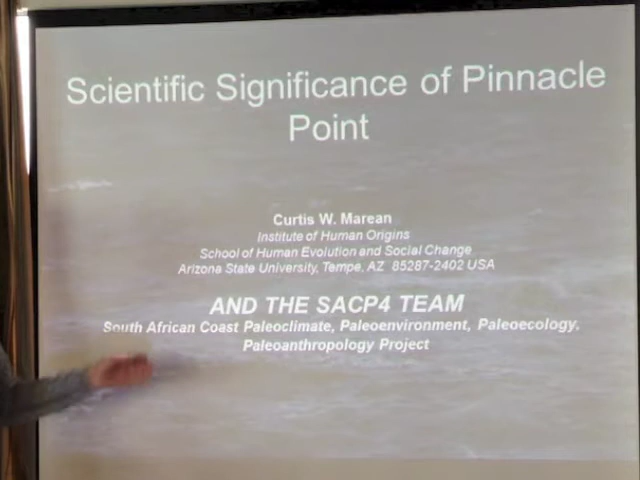 Scientific Significance of Pinnacle
Point
Curtis W. Marean
Institute of Human Origins
School of Human Evolution and Social Change
Arizona State University, Tempe, AZ 85287-2402 USA
AND THE SACP4 TEAM
South African Coast Paleoclimate, Paleoenvironment, Paleoecology,
Paleoanthropology Project